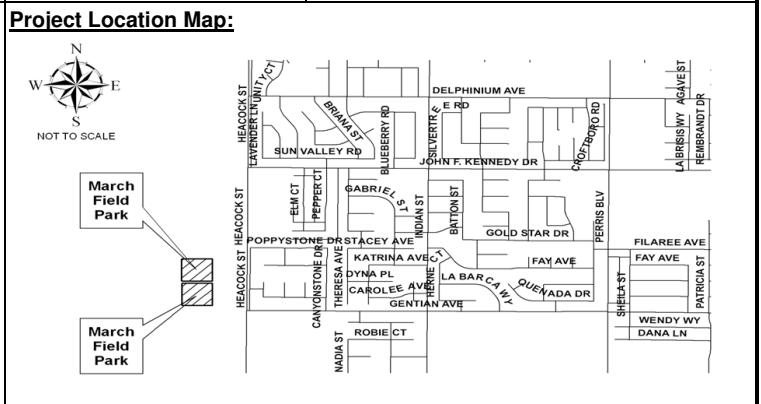 Project Location Map:
N
W
E
S
NOT TO SCALE
March
Field
Park
March
Field
Park
DELPHINIUM AVE
HEACOCK ST
LAVENDER LN
UNITY CT
BRIANA ST
BLUEBERRY RD
SILVERTRE
E RD
CROFTBORO RD
LA BRISIS WY
AGAVE ST
REMBRANDT DR
SUN VALLEY RD
JOHN F. KENNEDY DR
ELM CT
PEPPER CT
GABRIEL ST
INDIAN ST
BATTON ST
PERRIS BLV
HEACOCK ST
GOLD STAR DR
POPPYSTONE DR
STACEY AVE
FILAREE AVE
HEACOCK ST
CANYONSTONE DR
THERESA AVE
KATRINA AVE
HERNE CT
FAY AVE
FAY AVE
DYNA PL
LA BARCA WY
QUENADA DR
SHEILA ST
PATRICIA ST
CAROLEE AVE
GENTIAN AVE
WENDY WY
NADIA ST
ROBIE CT
DANA LN